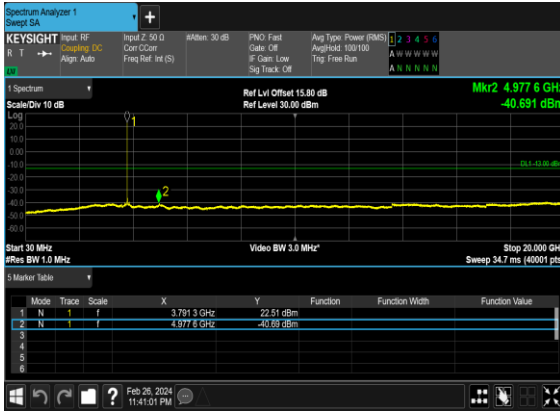 Spectrum Analyzer 1
Swept SA
+
KEYSIGHT Input: RF Input Z: 50 Ω #Atten: 30 dB PNO: Fast Avg Type: Power (RMS) 1 2 3 4 5 6
R T Coupling: DC Corr CCorr Gate: Off Avg|Hold: 100/100 A W W W W W
Align: Auto Freq Ref: Int (S) IF Gain: Low Trig: Free Run
Sig Track: Off A N N N N N
1 Spectrum Ref Lvl Offset 15.80 dB Mkr2 4.977 6 GHz
Scale/Div 10 dB Ref Level 30.00 dBm -40.691 dBm
Log
20.0
10.0
0.00
-10.0
-20.0
-30.0
-40.0
-50.0
-60.0
1
2
DL1 -13.00 dBm
Start 30 MHz Video BW 3.0 MHz* Stop 20.000 GH
#Res BW 1.0 MHz Sweep 34.7 ms (40001 pts
5 Marker Table
Mode Trace Scale X Y Function Function Width Function Value
1 N 1 f 3.791 3 GHz 22.51 dBm
2 N 1 f 4.977 6 GHz -40.69 dBm
3
4
5
6
? Feb 26, 2024
11:41:01 PM